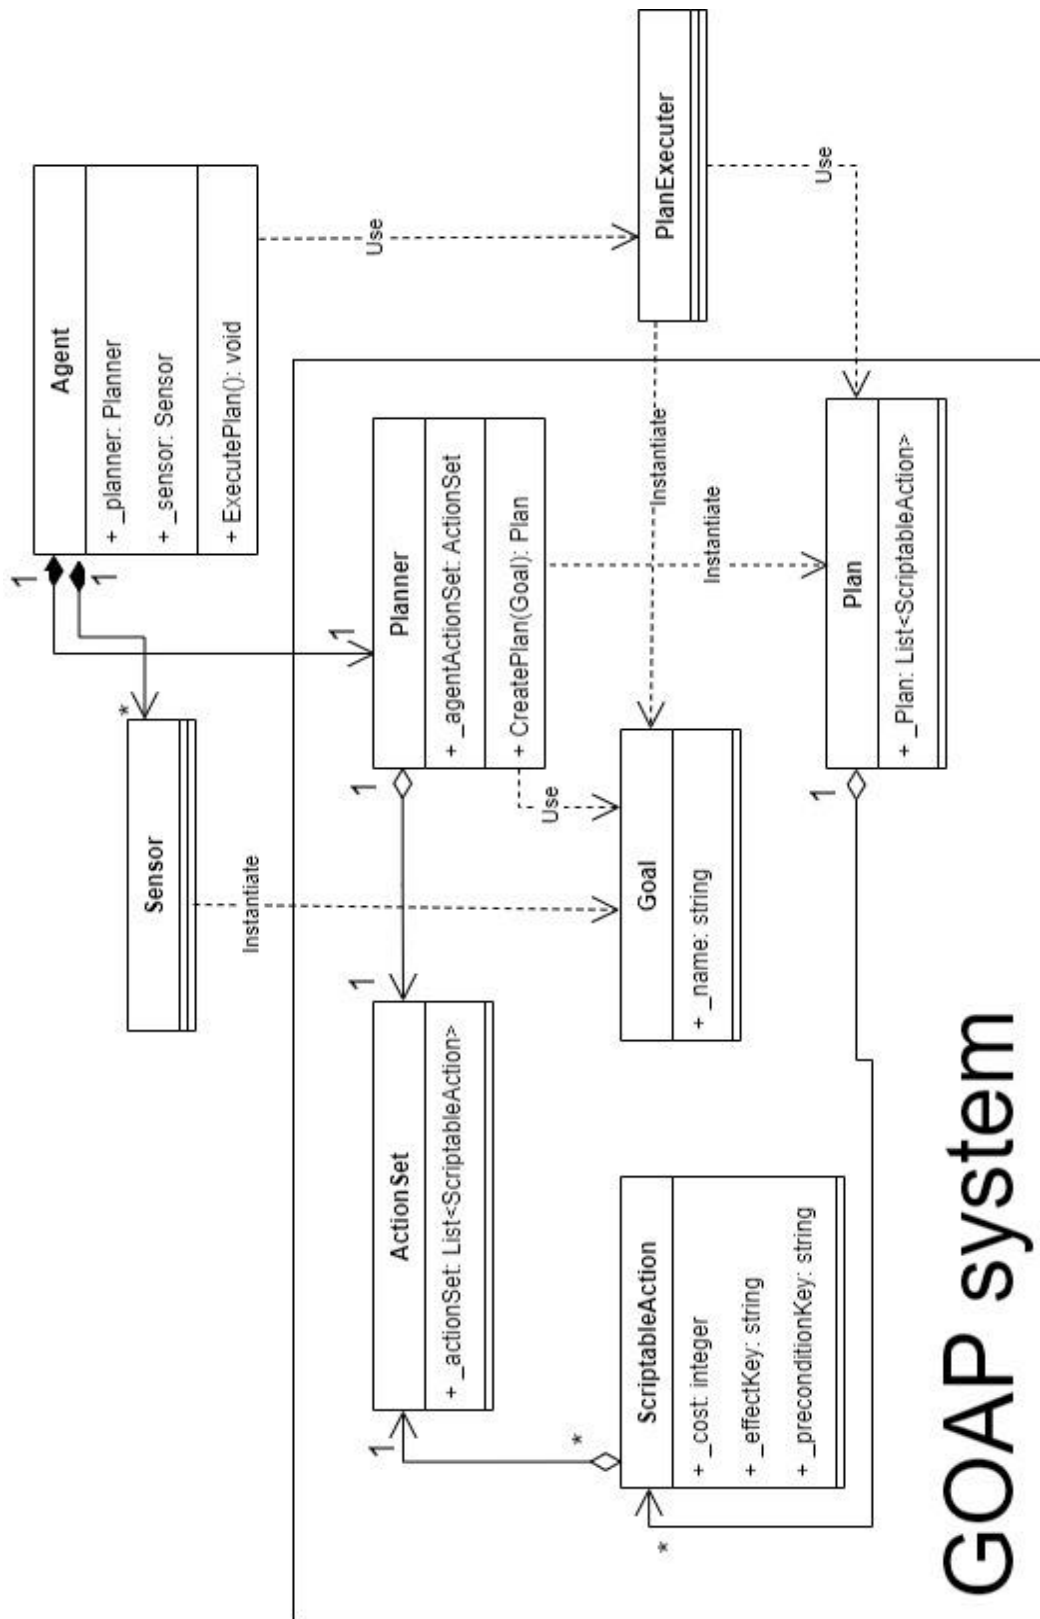 Agent
+ _planner: Planner
+ _sensor: Sensor
+ ExecutePlan(): void
1
1
*
1
Sensor
Use
PlanExecuter
Use
Instantiate
Instantiate
Planner
+ _agentActionSet: ActionSet
+ CreatePlan(Goal): Plan
1
1
Use
Instantiate
ActionSet
+ _actionSet: List<ScriptableAction>
1
*
Goal
+ _name: string
Plan
+ _Plan: List<ScriptableAction>
1
*
ScriptableAction
+ _cost: integer
+ _effectKey: string
+ _preconditionKey: string
GOAP system